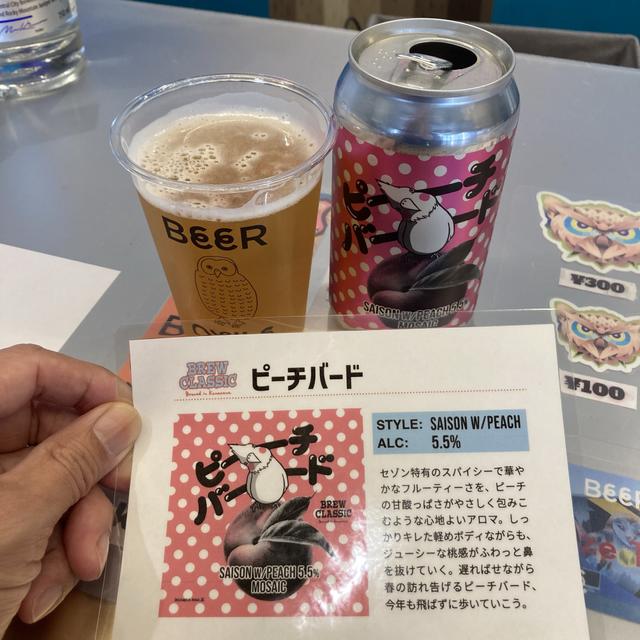 BEER
ピーーチ
バーード
SAISON W/PEACH 5.5%
MOSAIC
¥300
¥100
BREW
CLASSIC
ピーチバード
STYLE: SAISON W/PEACH
ALC: 5.5%
ピーーチ
バーード
BREW
CLASSIC
SAISON W/PEACH 5.5%
MOSAIC
セゾン特有のスパイシーで華や
かなフルーティーさを、ピーチ
の甘酸っぱさがやさしく包みこ
むような心地よいアロマ。しっ
かりキレた軽めのボディながらも、
ジューシーな桃感がふわっと鼻
を抜けていく。遅ればせながら
春の訪れ告げるピーチバード、
今年も飛ばずに歩いていこう。
BEER